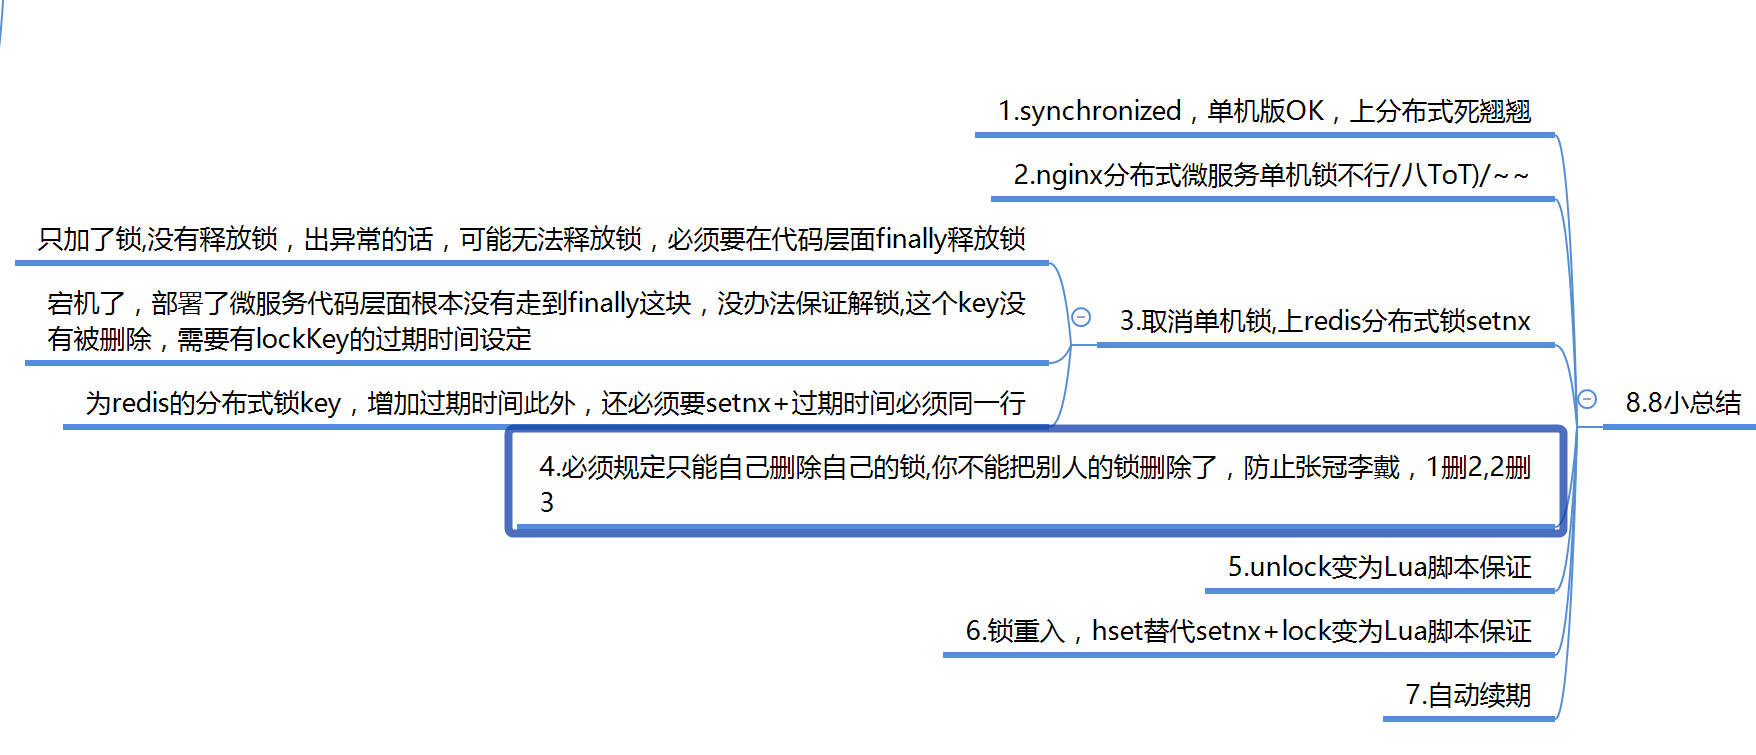 8.8小总结
1.synchronized，单机版OK，上分布式死翘翘
2.nginx分布式微服务单机锁不行/八ToT)/~~
3.取消单机锁,上redis分布式锁setnx
只加了锁,没有释放锁，出异常的话，可能无法释放锁，必须要在代码层面finally释放锁
宕机了，部署了微服务代码层面根本没有走到finally这块，没办法保证解锁,这个key没
有被删除，需要有lockKey的过期时间设定
为redis的分布式锁key，增加过期时间此外，还必须要setnx+过期时间必须同一行
4.必须规定只能自己删除自己的锁,你不能把别人的锁删除了，防止张冠李戴，1删2,2删
3
5.unlock变为Lua脚本保证
6.锁重入，hset替代setnx+lock变为Lua脚本保证
7.自动续期